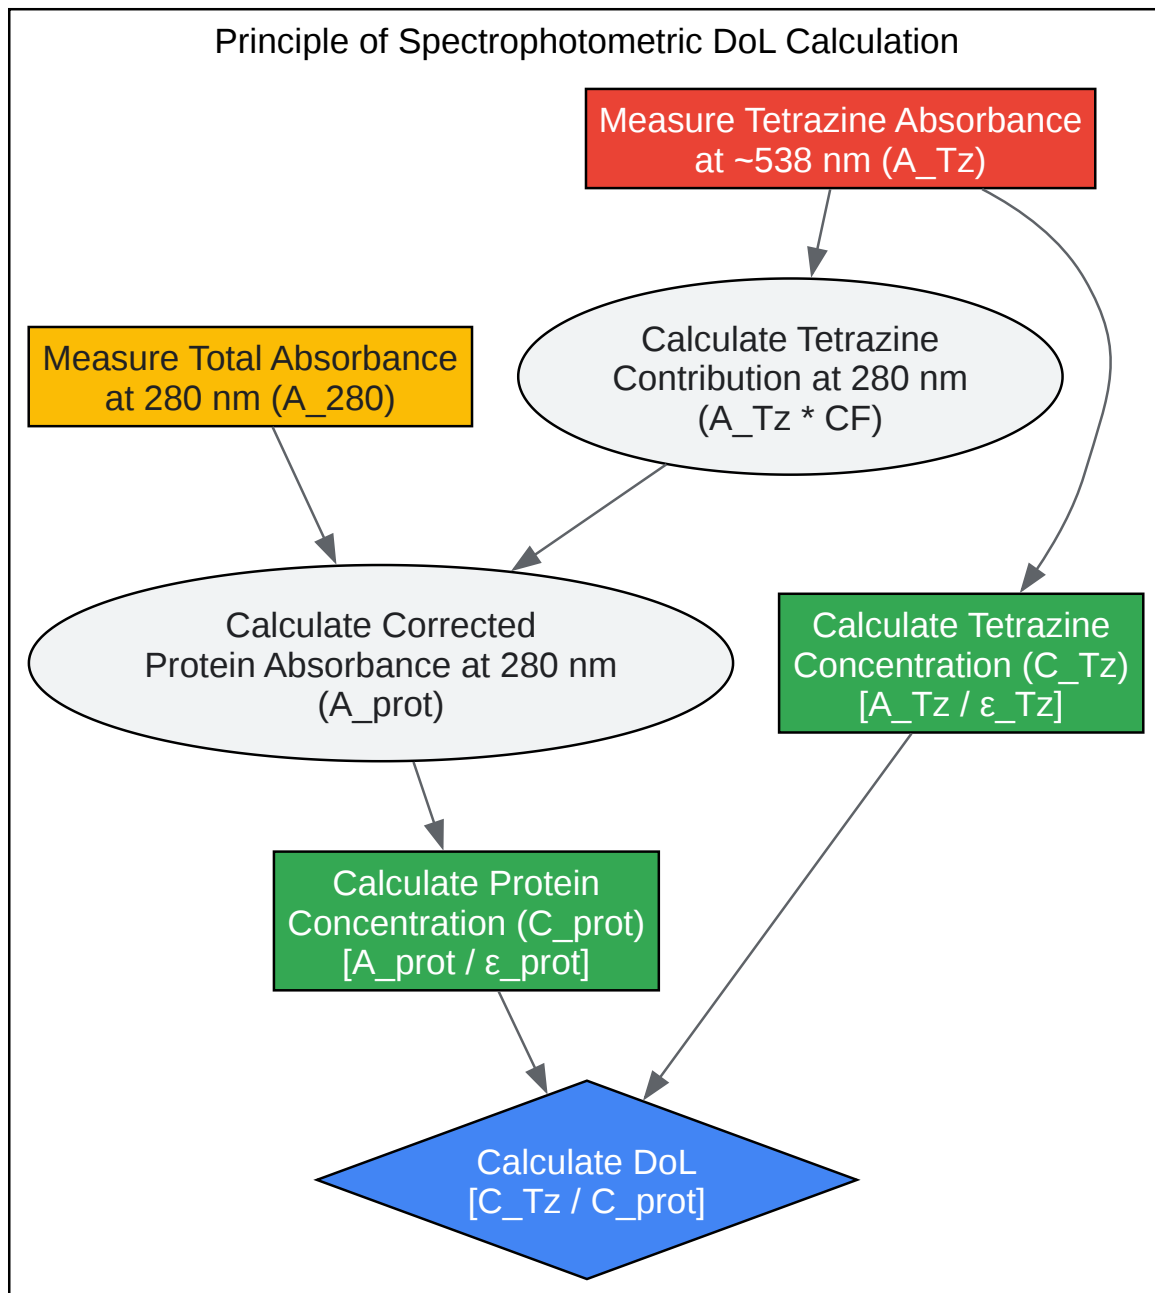 Principle of Spectrophotometric DoL Calculation
Measure Tetrazine Absorbance
at ~538 nm (A_Tz)
Calculate Tetrazine
Contribution at 280 nm
(A_Tz * CF)
Measure Total Absorbance
at 280 nm (A_280)
Calculate Corrected
Protein Absorbance at 280 nm
(A_prot)
Calculate Tetrazine
Concentration (C_Tz)
[A_Tz / ε_Tz]
Calculate Protein
Concentration (C_prot)
[A_prot / ε_prot]
Calculate DoL
[C_Tz / C_prot]